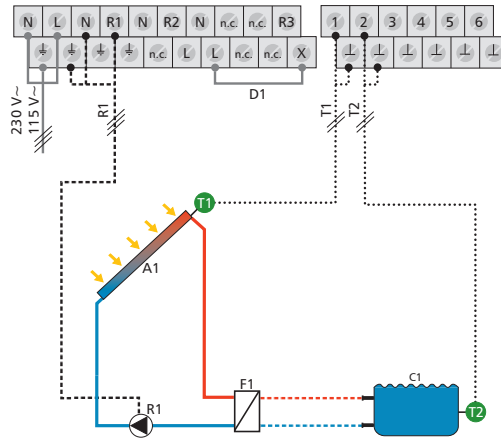 N L N R1 N R2 N n.c. n.c. R3
n.c. L L n.c. n.c. X
1 2 3 4 5 6
D1
230 V~
115 V~
R1
T1
T2
T1
A1
F1
C1
R1
T2